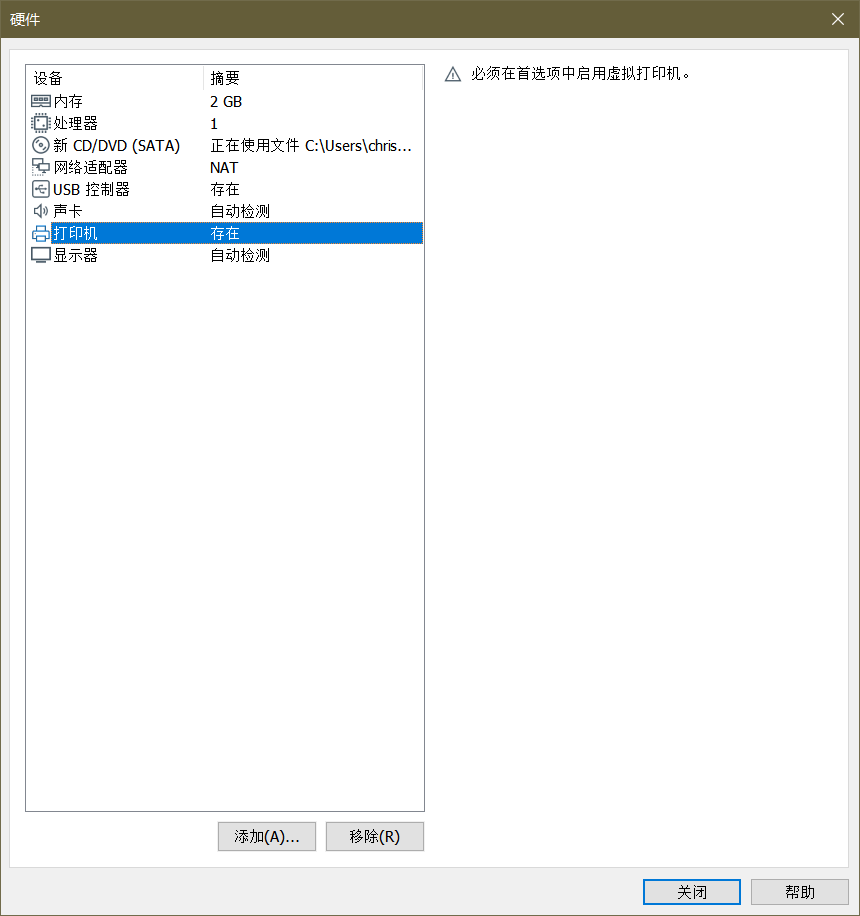 硬件
设备 摘要
内存 2 GB
处理器 1
新 CD/DVD (SATA) 正在使用文件 C:\Users\chris...
网络适配器 NAT
USB 控制器 存在
声卡 自动检测
打印机 存在
显示器 自动检测
必须在首选项中启用虚拟打印机。
添加(A)... 移除(R)
关闭 帮助